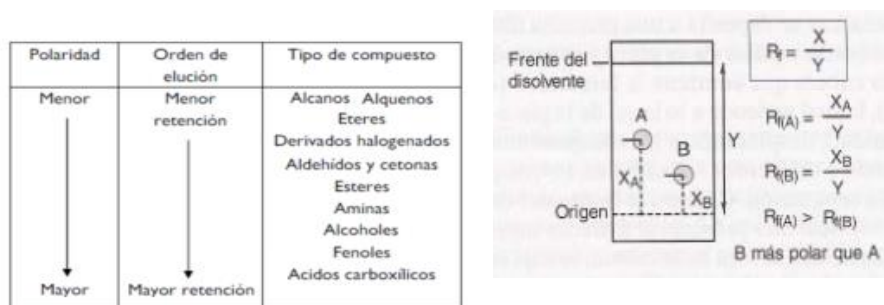 Polaridad
Orden de
elución
Tipo de compuesto
Menor
Menor
retención
Alcanos Alquenos
Eteres
Derivados halogenados
Aldehídos y cetonas
Esteres
Aminas
Alcoholes
Fenoles
Acidos carboxílicos
Mayor
Mayor retención
Frente del
disolvente
A
B
Y
X_A
X_B
Origen
R_f = X/Y
R_f(A) = X_A/Y
R_f(B) = X_B/Y
R_f(A) > R_f(B)
B más polar que A